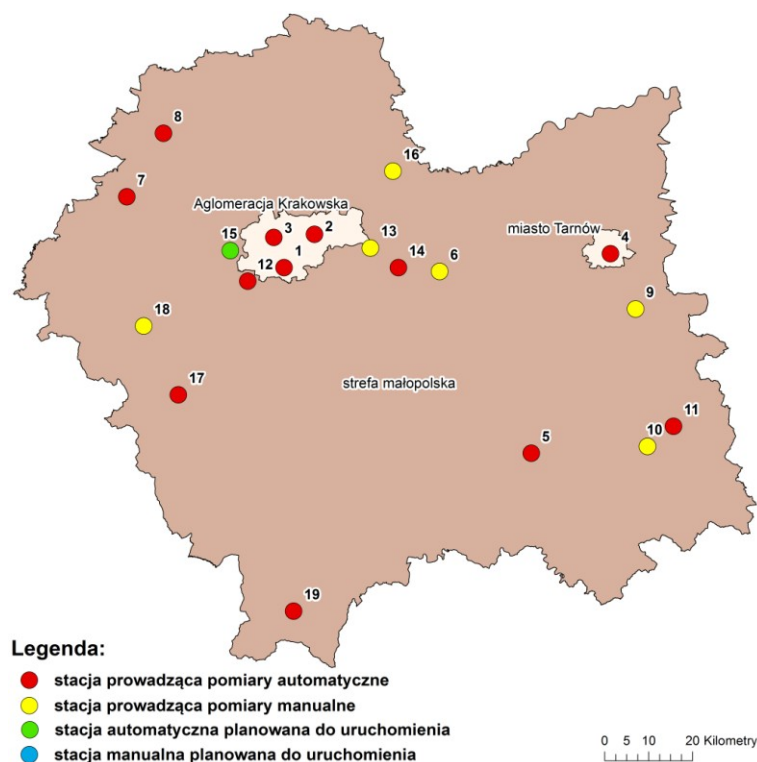 8
16
7
Aglomeracja Krakowska
3
2
15
13
miasto Tarnów
4
12
1
14
6
9
18
strefa małopolska
17
11
5
10
19
Legenda:
stacja prowadząca pomiary automatyczne
stacja prowadząca pomiary manualne
stacja automatyczna planowana do uruchomienia
stacja manualna planowana do uruchomienia
0 5 10 20 Kilometry